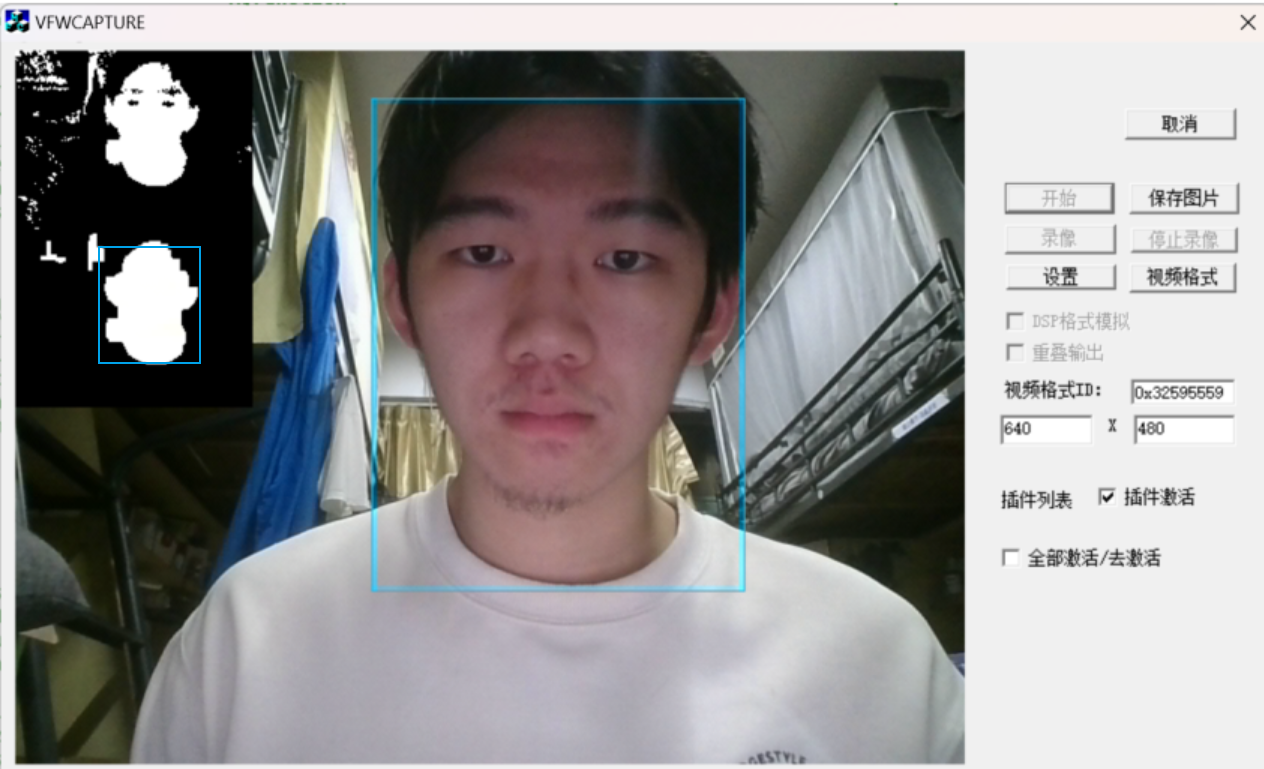 VFWCAPTURE
取消
开始 保存图片
录像 停止录像
设置 视频格式
DSP格式模拟
重叠输出
视频格式ID: 0x32595559
640 X 480
插件列表 插件激活
全部激活/去激活